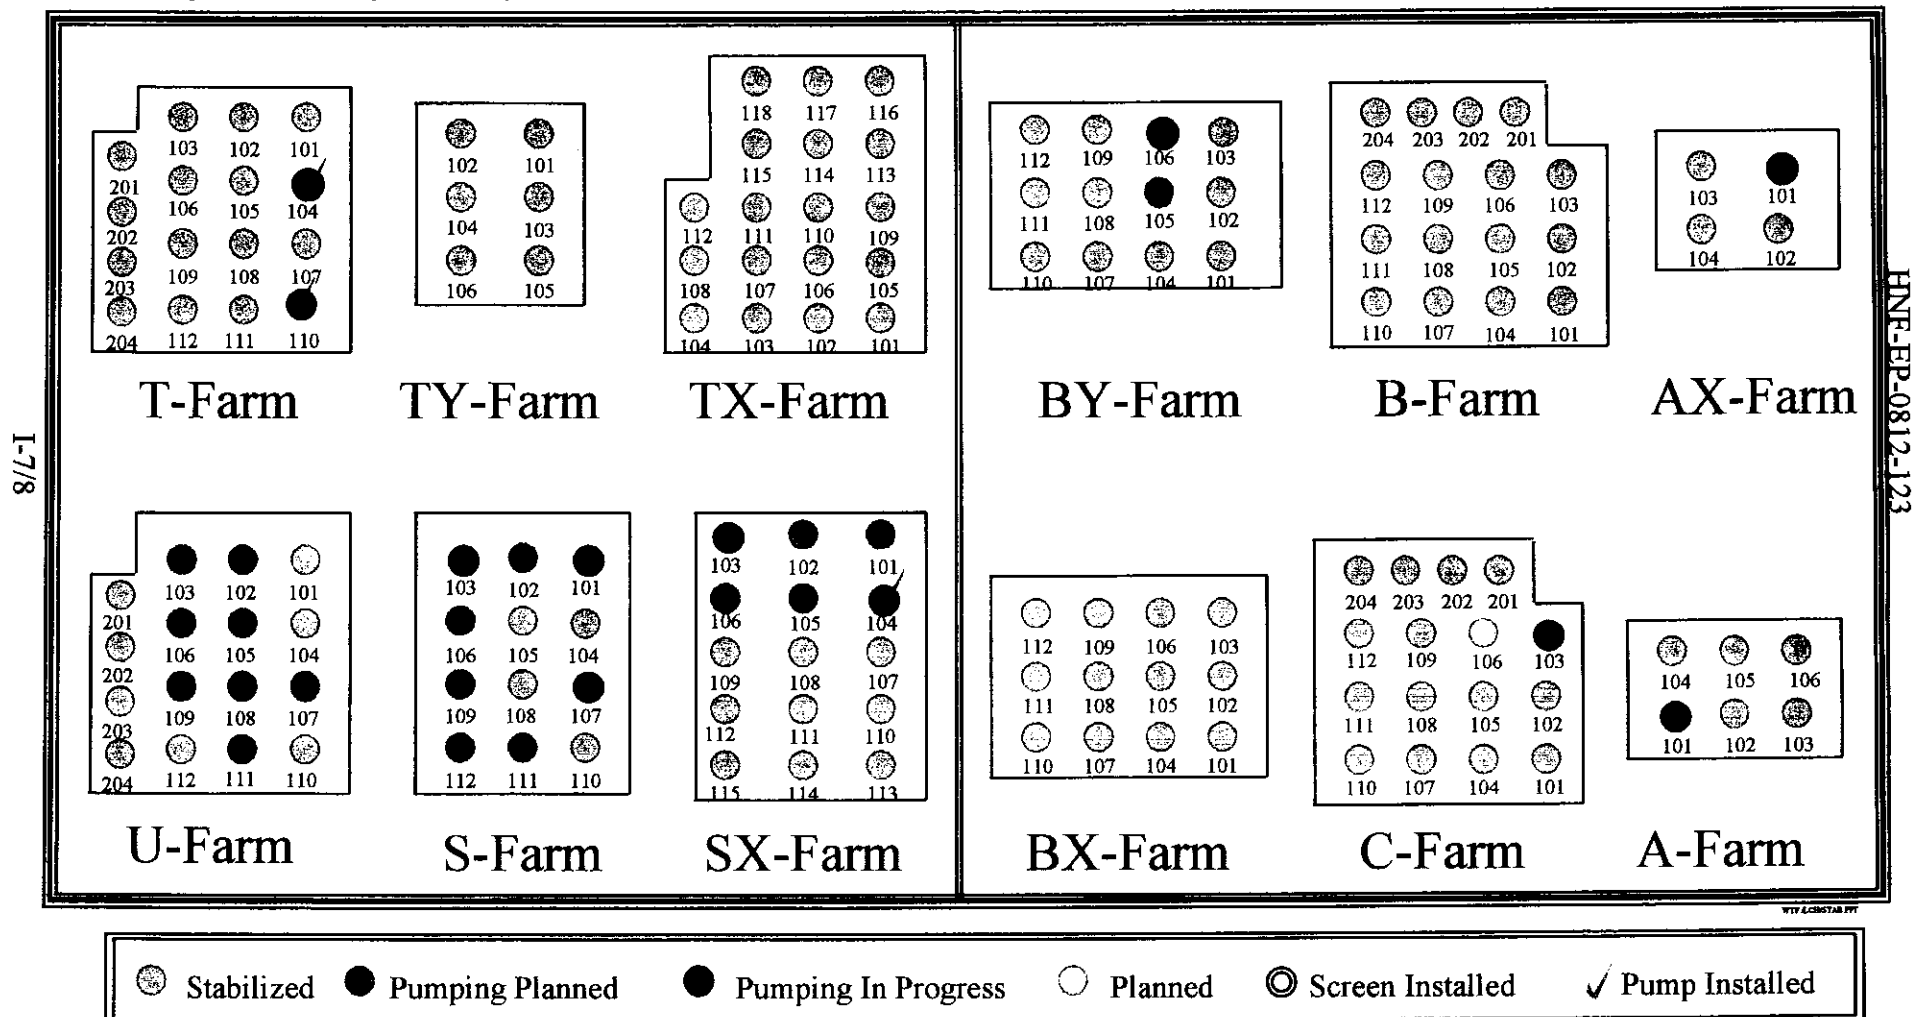 118 117 116
103 102 101
102 101
115 114 113
112 109 106 103
204 203 202 201
103 101
201
106 105 104
104 103
112 111 110 109
111 108 105 102
112 109 106 103
104 102
202
109 108 107
106 105
108 107 106 105
110 107 104 101
111 108 105 102
203
204 112 111 110
104 103 102 101
110 107 104 101
T-Farm TY-Farm TX-Farm BY-Farm B-Farm AX-Farm
I-7/8
HNF-EP-0812-123
103 102 101
103 102 101
103 102 101
204 203 202 201
201
106 105 104
106 105 104
106 105 104
112 109 106 103
112 109 106 103
104 105 106
202
109 108 107
109 108 107
109 108 107
111 108 105 102
111 108 105 102
101 102 103
203
112 111 110
204 112 111 110
112 111 110
115 114 113
110 107 104 101
110 107 104 101
U-Farm S-Farm SX-Farm BX-Farm C-Farm A-Farm
Stabilized Pumping Planned Pumping In Progress Planned Screen Installed Pump Installed